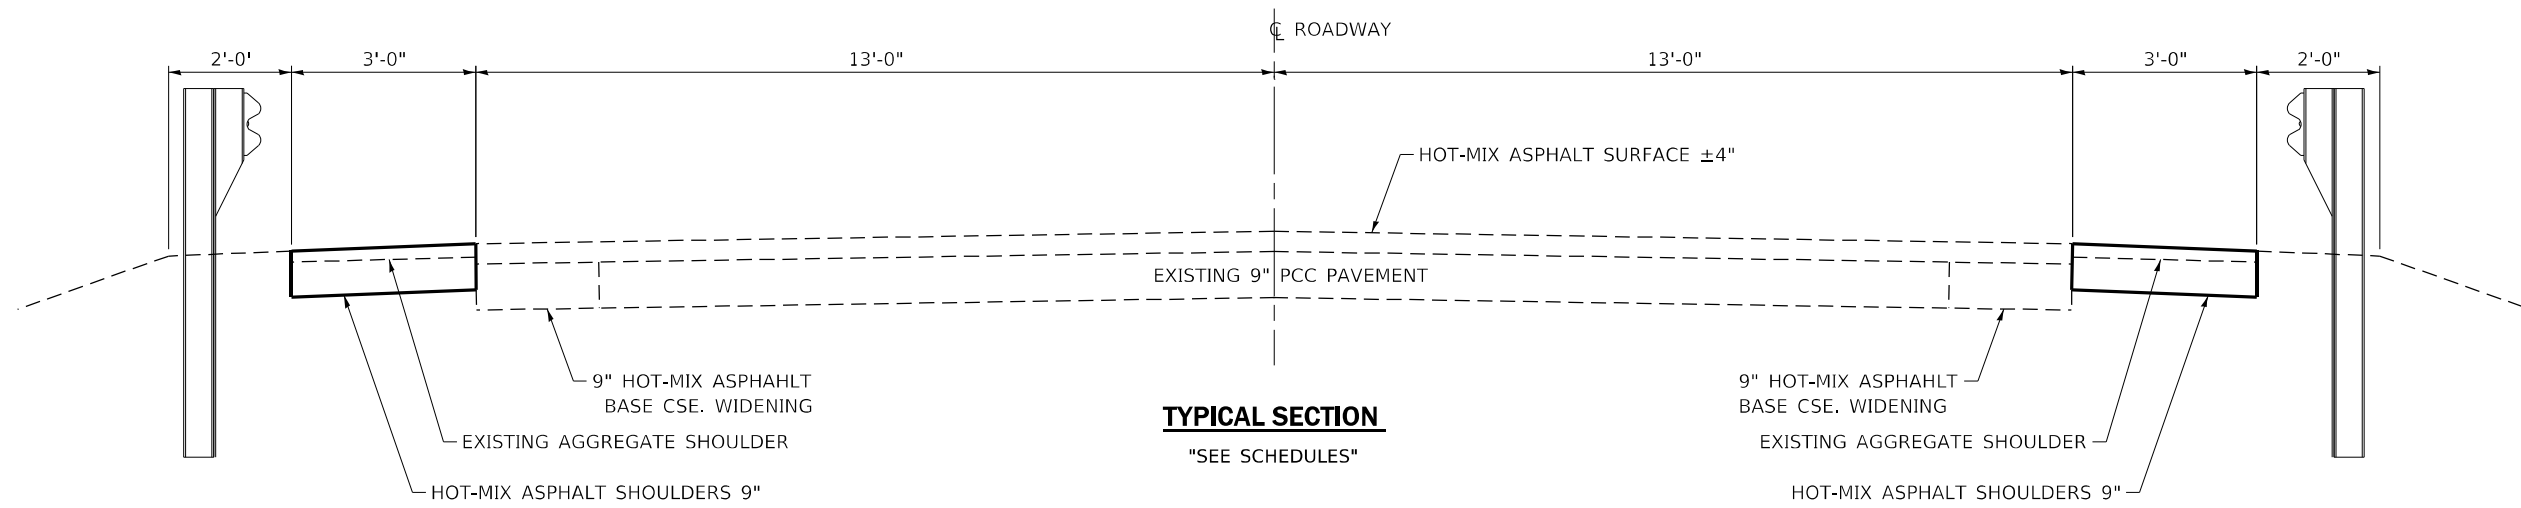 ℄ ROADWAY
2'-0' 3'-0" 13'-0" 13'-0" 3'-0" 2'-0"
HOT-MIX ASPHALT SURFACE ±4"
EXISTING 9" PCC PAVEMENT
9" HOT-MIX ASPHAHLT
BASE CSE. WIDENING
EXISTING AGGREGATE SHOULDER
HOT-MIX ASPHALT SHOULDERS 9"
TYPICAL SECTION
"SEE SCHEDULES"
9" HOT-MIX ASPHAHLT
BASE CSE. WIDENING
EXISTING AGGREGATE SHOULDER
HOT-MIX ASPHALT SHOULDERS 9"